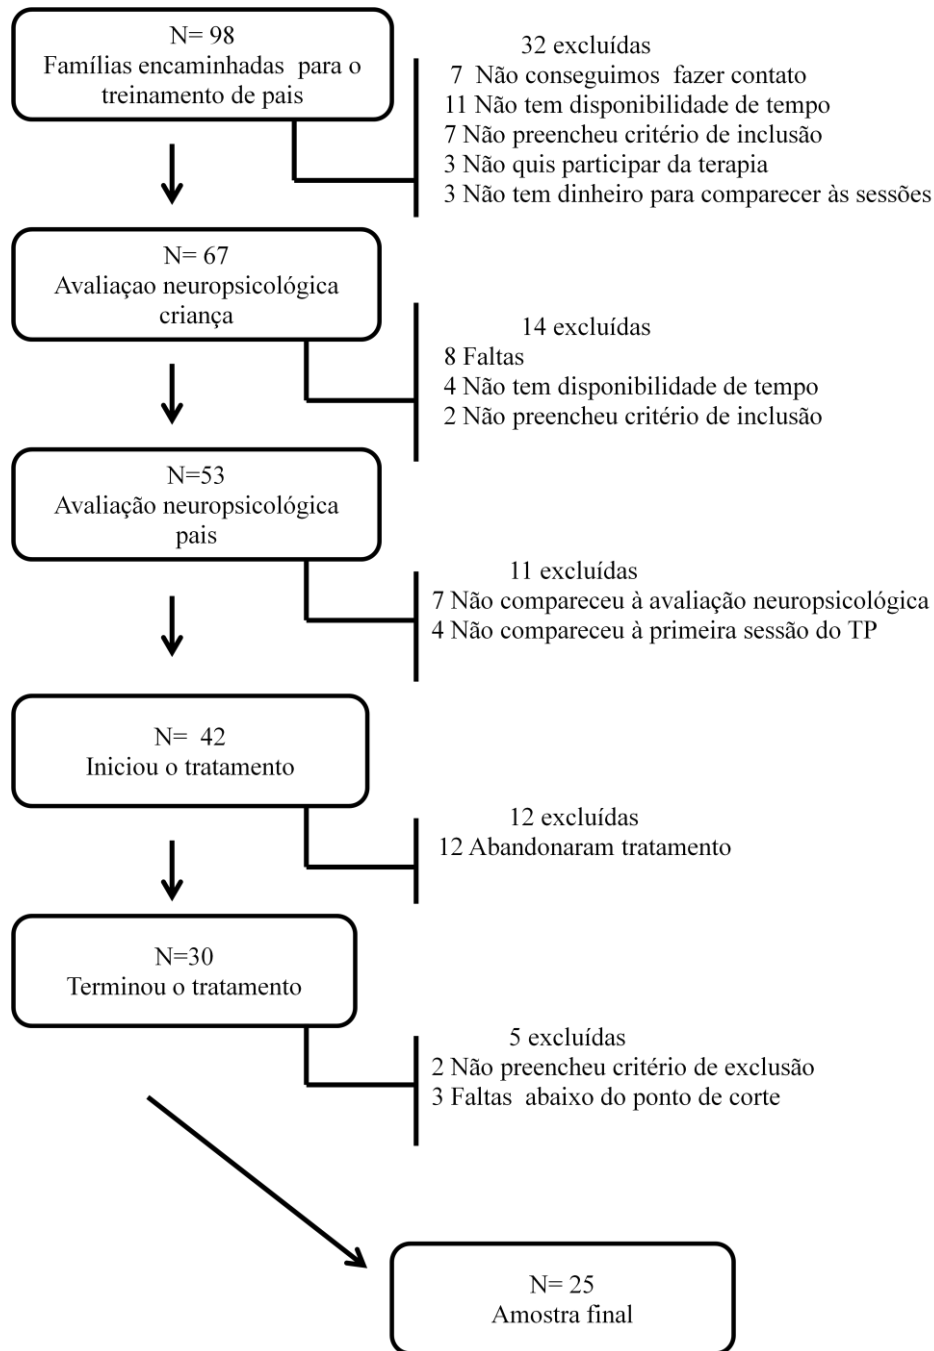 N= 98
Famílias encaminhadas para o
treinamento de pais
32 excluídas
7 Não conseguimos fazer contato
11 Não tem disponibilidade de tempo
7 Não preencheu critério de inclusão
3 Não quis participar da terapia
3 Não tem dinheiro para comparecer às sessões
N= 67
Avaliaçao neuropsicológica
criança
14 excluídas
8 Faltas
4 Não tem disponibilidade de tempo
2 Não preencheu critério de inclusão
N=53
Avaliação neuropsicológica
pais
11 excluídas
7 Não compareceu à avaliação neuropsicológica
4 Não compareceu à primeira sessão do TP
N= 42
Iniciou o tratamento
12 excluídas
12 Abandonaram tratamento
N=30
Terminou o tratamento
5 excluídas
2 Não preencheu critério de exclusão
3 Faltas abaixo do ponto de corte
N= 25
Amostra final